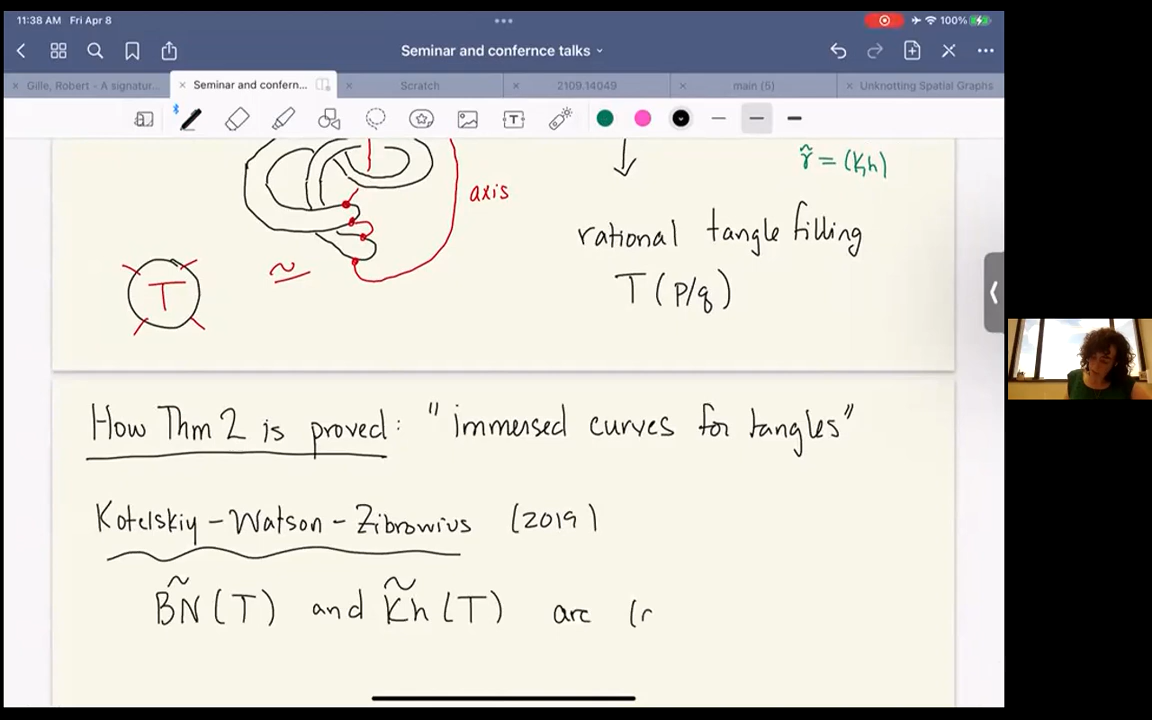 11:38 AM Fri Apr 8
100%
Seminar and confernce talks
Gille, Robert - A signatur...
Seminar and confern...
Scratch
2109.14049
main (5)
Unknotting Spatial Graphs
axis
T
rational tangle filling
T(p/q)
How Thm 2 is proved: "immersed curves for tangles"
Kotelskiy - Watson - Zibrowius (2019)
B̃N(T) and K̃h(T) are (r